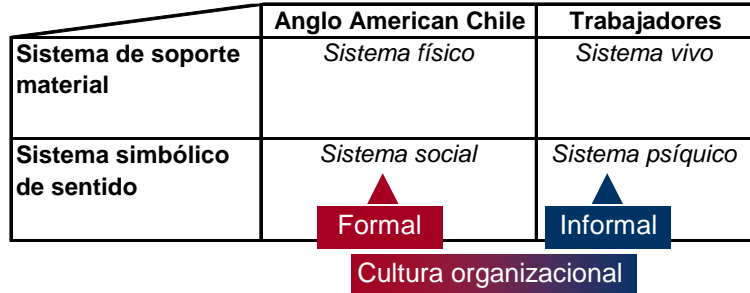 Anglo American Chile Trabajadores
Sistema de soporte Sistema físico Sistema vivo
material
Sistema simbólico Sistema social Sistema psíquico
de sentido
Formal Informal
Cultura organizacional